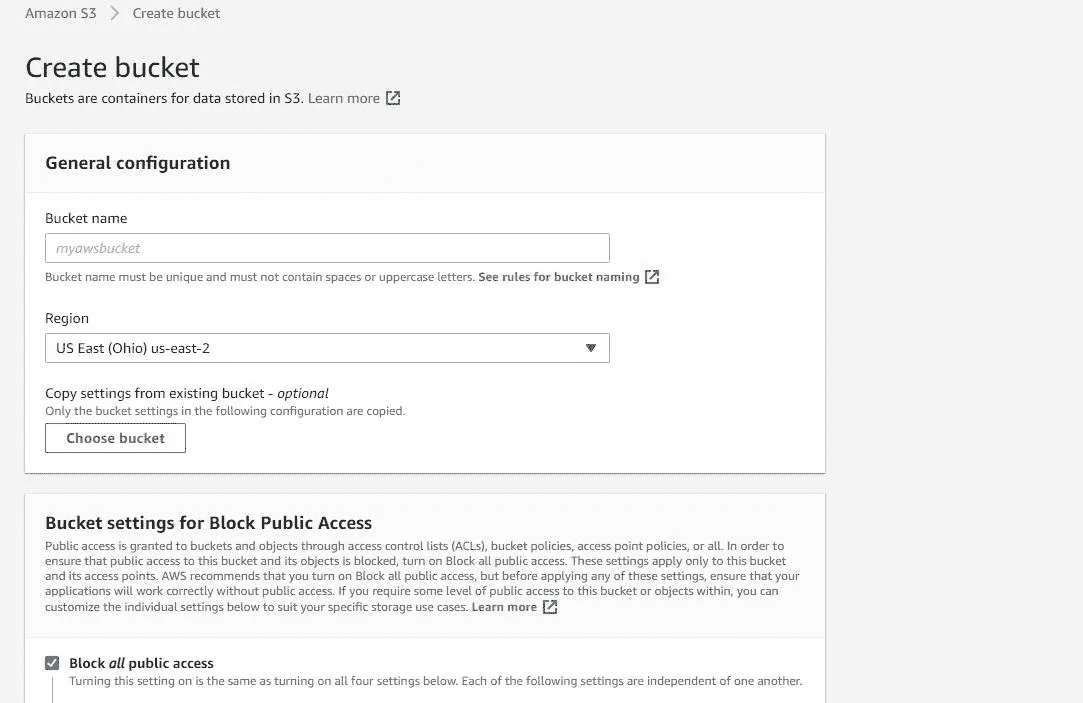 Amazon S3 > Create bucket
Create bucket
Buckets are containers for data stored in S3. Learn more
General configuration
Bucket name
myawsbucket
Bucket name must be unique and must not contain spaces or uppercase letters. See rules for bucket naming
Region
US East (Ohio) us-east-2
Copy settings from existing bucket - optional
Only the bucket settings in the following configuration are copied.
Choose bucket
Bucket settings for Block Public Access
Public access is granted to buckets and objects through access control lists (ACLs), bucket policies, access point policies, or all. In order to
ensure that public access to this bucket and its objects is blocked, turn on Block all public access. These settings apply only to this bucket
and its access points. AWS recommends that you turn on Block all public access, but before applying any of these settings, ensure that your
applications will work correctly without public access. If you require some level of public access to this bucket or objects within, you can
customize the individual settings below to suit your specific storage use cases. Learn more
Block all public access
Turning this setting on is the same as turning on all four settings below. Each of the following settings are independent of one another.